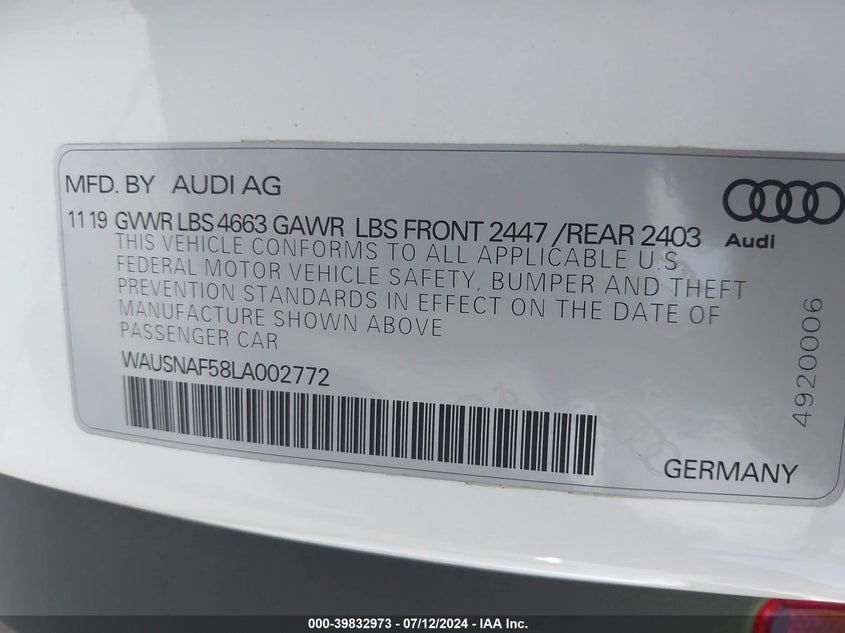 MFD. BY AUDI AG
11 19 GVWR LBS 4663 GAWR LBS FRONT 2447 /REAR 2403
Audi
THIS VEHICLE CONFORMS TO ALL APPLICABLE U.S
FEDERAL MOTOR VEHICLE SAFETY, BUMPER AND THEFT
PREVENTION STANDARDS IN EFFECT ON THE DATE OF
MANUFACTURE SHOWN ABOVE
PASSENGER CAR
WAUSNAF58LA002772
4920006
GERMANY
000-39832973 - 07/12/2024 - IAA Inc.